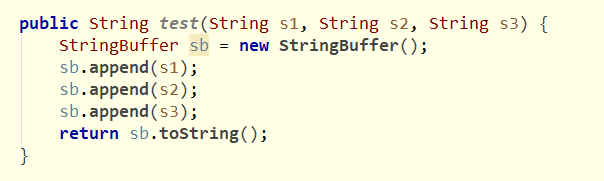 public String test(String s1, String s2, String s3) {
    StringBuffer sb = new StringBuffer();
    sb.append(s1);
    sb.append(s2);
    sb.append(s3);
    return sb.toString();
}